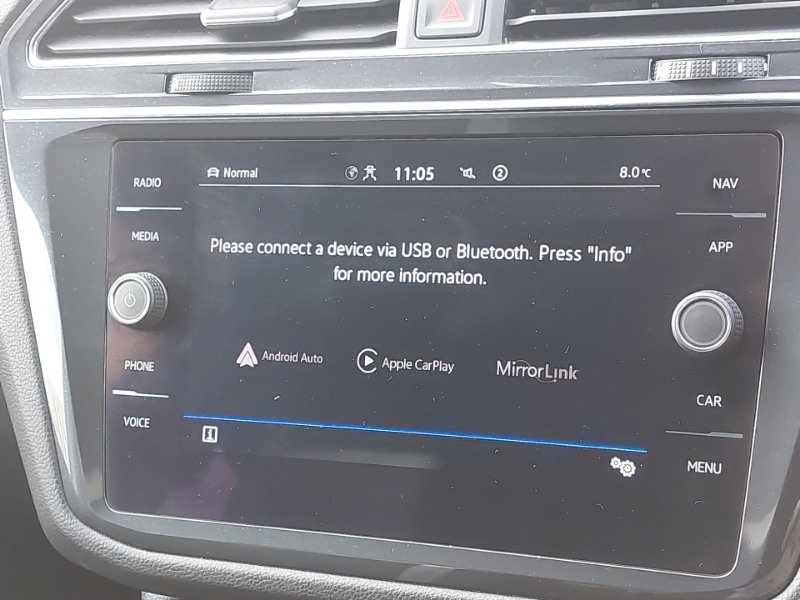 RADIO
Normal
11:05
2
8.0°C
NAV
MEDIA
APP
Please connect a device via USB or Bluetooth. Press "Info"
for more information.
PHONE
Android Auto
Apple CarPlay
MirrorLink
CAR
VOICE
MENU